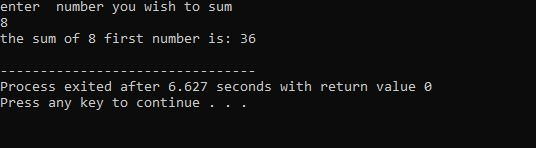 enter  number you wish to sum
8
the sum of 8 first number is: 36
--------------------------------
Process exited after 6.627 seconds with return value 0
Press any key to continue . . .